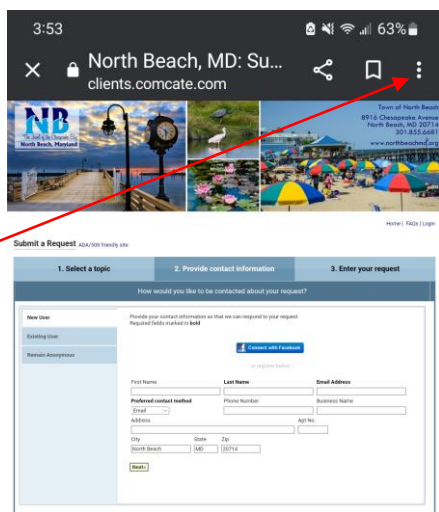 3:53 63%
North Beach, MD: Su...
clients.comcate.com
NB
North Beach, Maryland
Town of North Beach
8916 Chesapeake Avenue
North Beach, MD 20714
301.855.6681
www.northbeachmd.org
Home | FAQs | Login
Submit a Request ADA/508 friendly site
1. Select a topic 2. Provide contact information 3. Enter your request
How would you like to be contacted about your request?
New User
Existing User
Remain Anonymous
Provide your contact information so that we can respond to your request
Required fields marked in bold
Connect with Facebook
- or register below -
First Name Last Name Email Address
Preferred contact method Phone Number Business Name
Email
Address Apt No
City State Zip
North Beach MD 20714
Next>